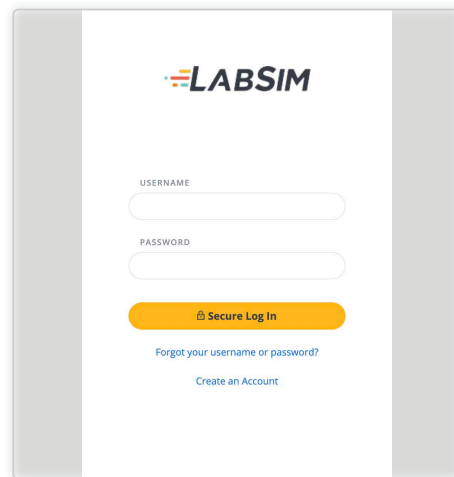 LABSIM
USERNAME
PASSWORD
Secure Log In
Forgot your username or password?
Create an Account